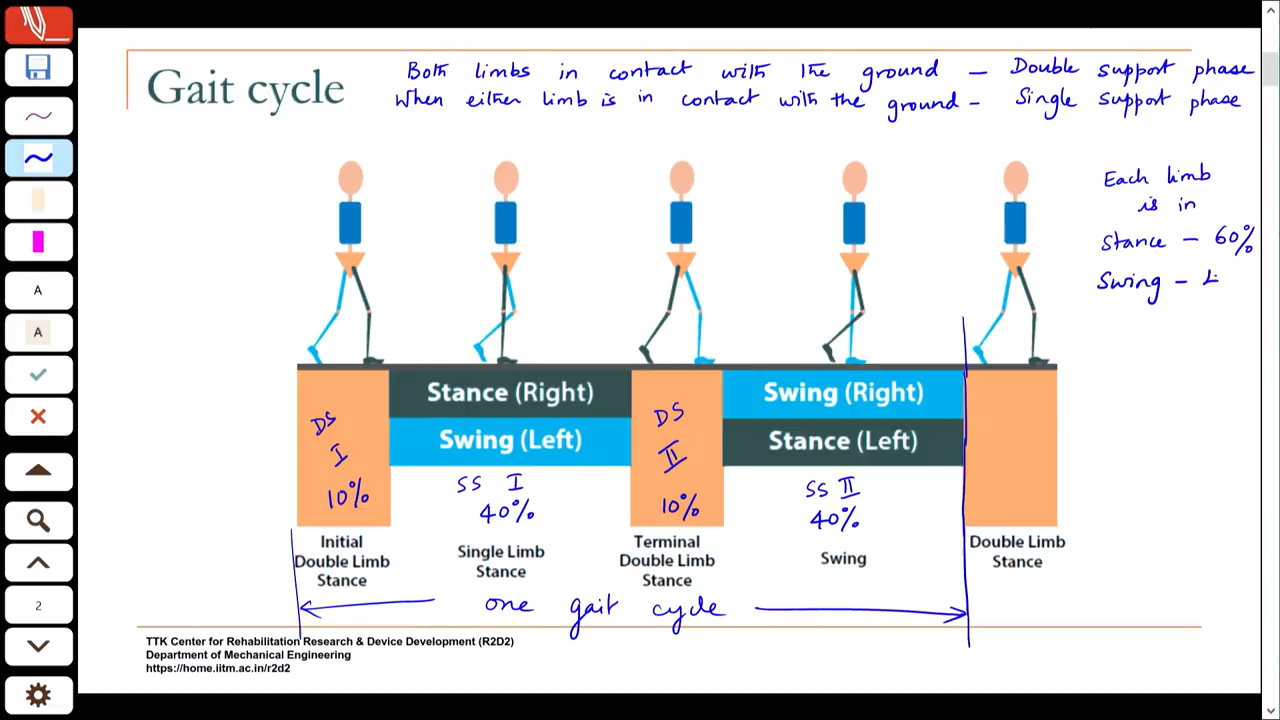 Gait cycle
Both limbs in contact with the ground - Double support phase
When either limb is in contact with the ground - Single support phase
Each limb
is in
Stance - 60%
Swing -
A
A
2
Stance (Right)
Swing (Left)
Swing (Right)
Stance (Left)
DS
I
10%
SS I
40%
DS
II
10%
SS II
40%
Initial
Double Limb
Stance
Single Limb
Stance
Terminal
Double Limb
Stance
Swing
Double Limb
Stance
one gait cycle
TTK Center for Rehabilitation Research & Device Development (R2D2)
Department of Mechanical Engineering
https://home.iitm.ac.in/r2d2